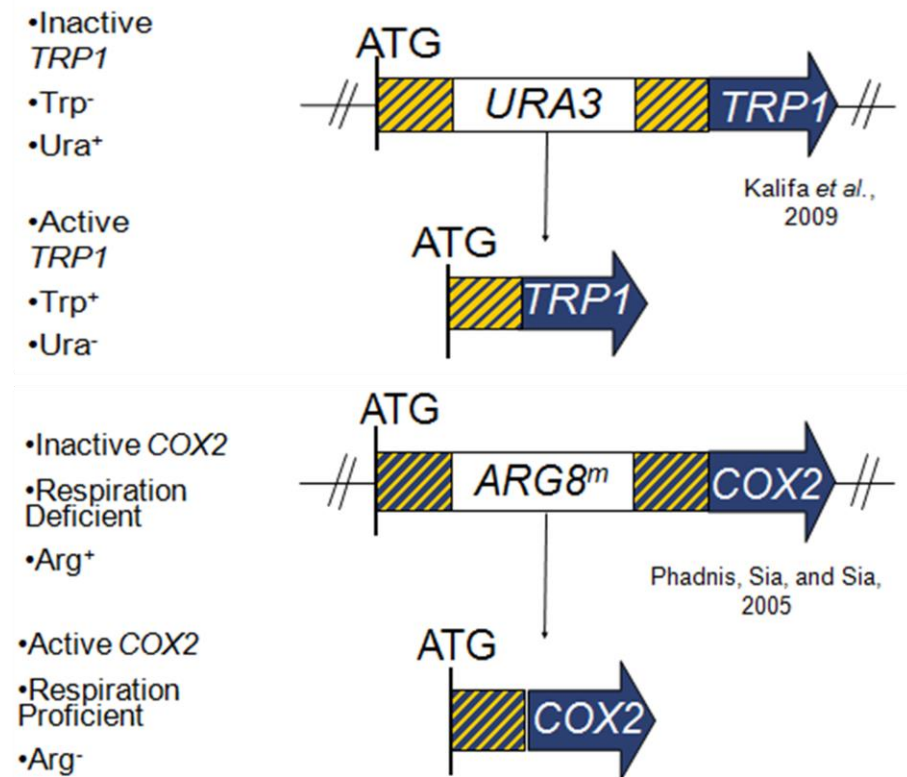 •Inactive
TRP1
•Trp-
•Ura+
ATG
URA3
TRP1
Kalifa et al.,
2009
•Active
TRP1
•Trp+
•Ura-
ATG
TRP1
•Inactive COX2
•Respiration
Deficient
•Arg+
ATG
ARG8m
COX2
Phadnis, Sia, and Sia,
2005
•Active COX2
•Respiration
Proficient
•Arg-
ATG
COX2